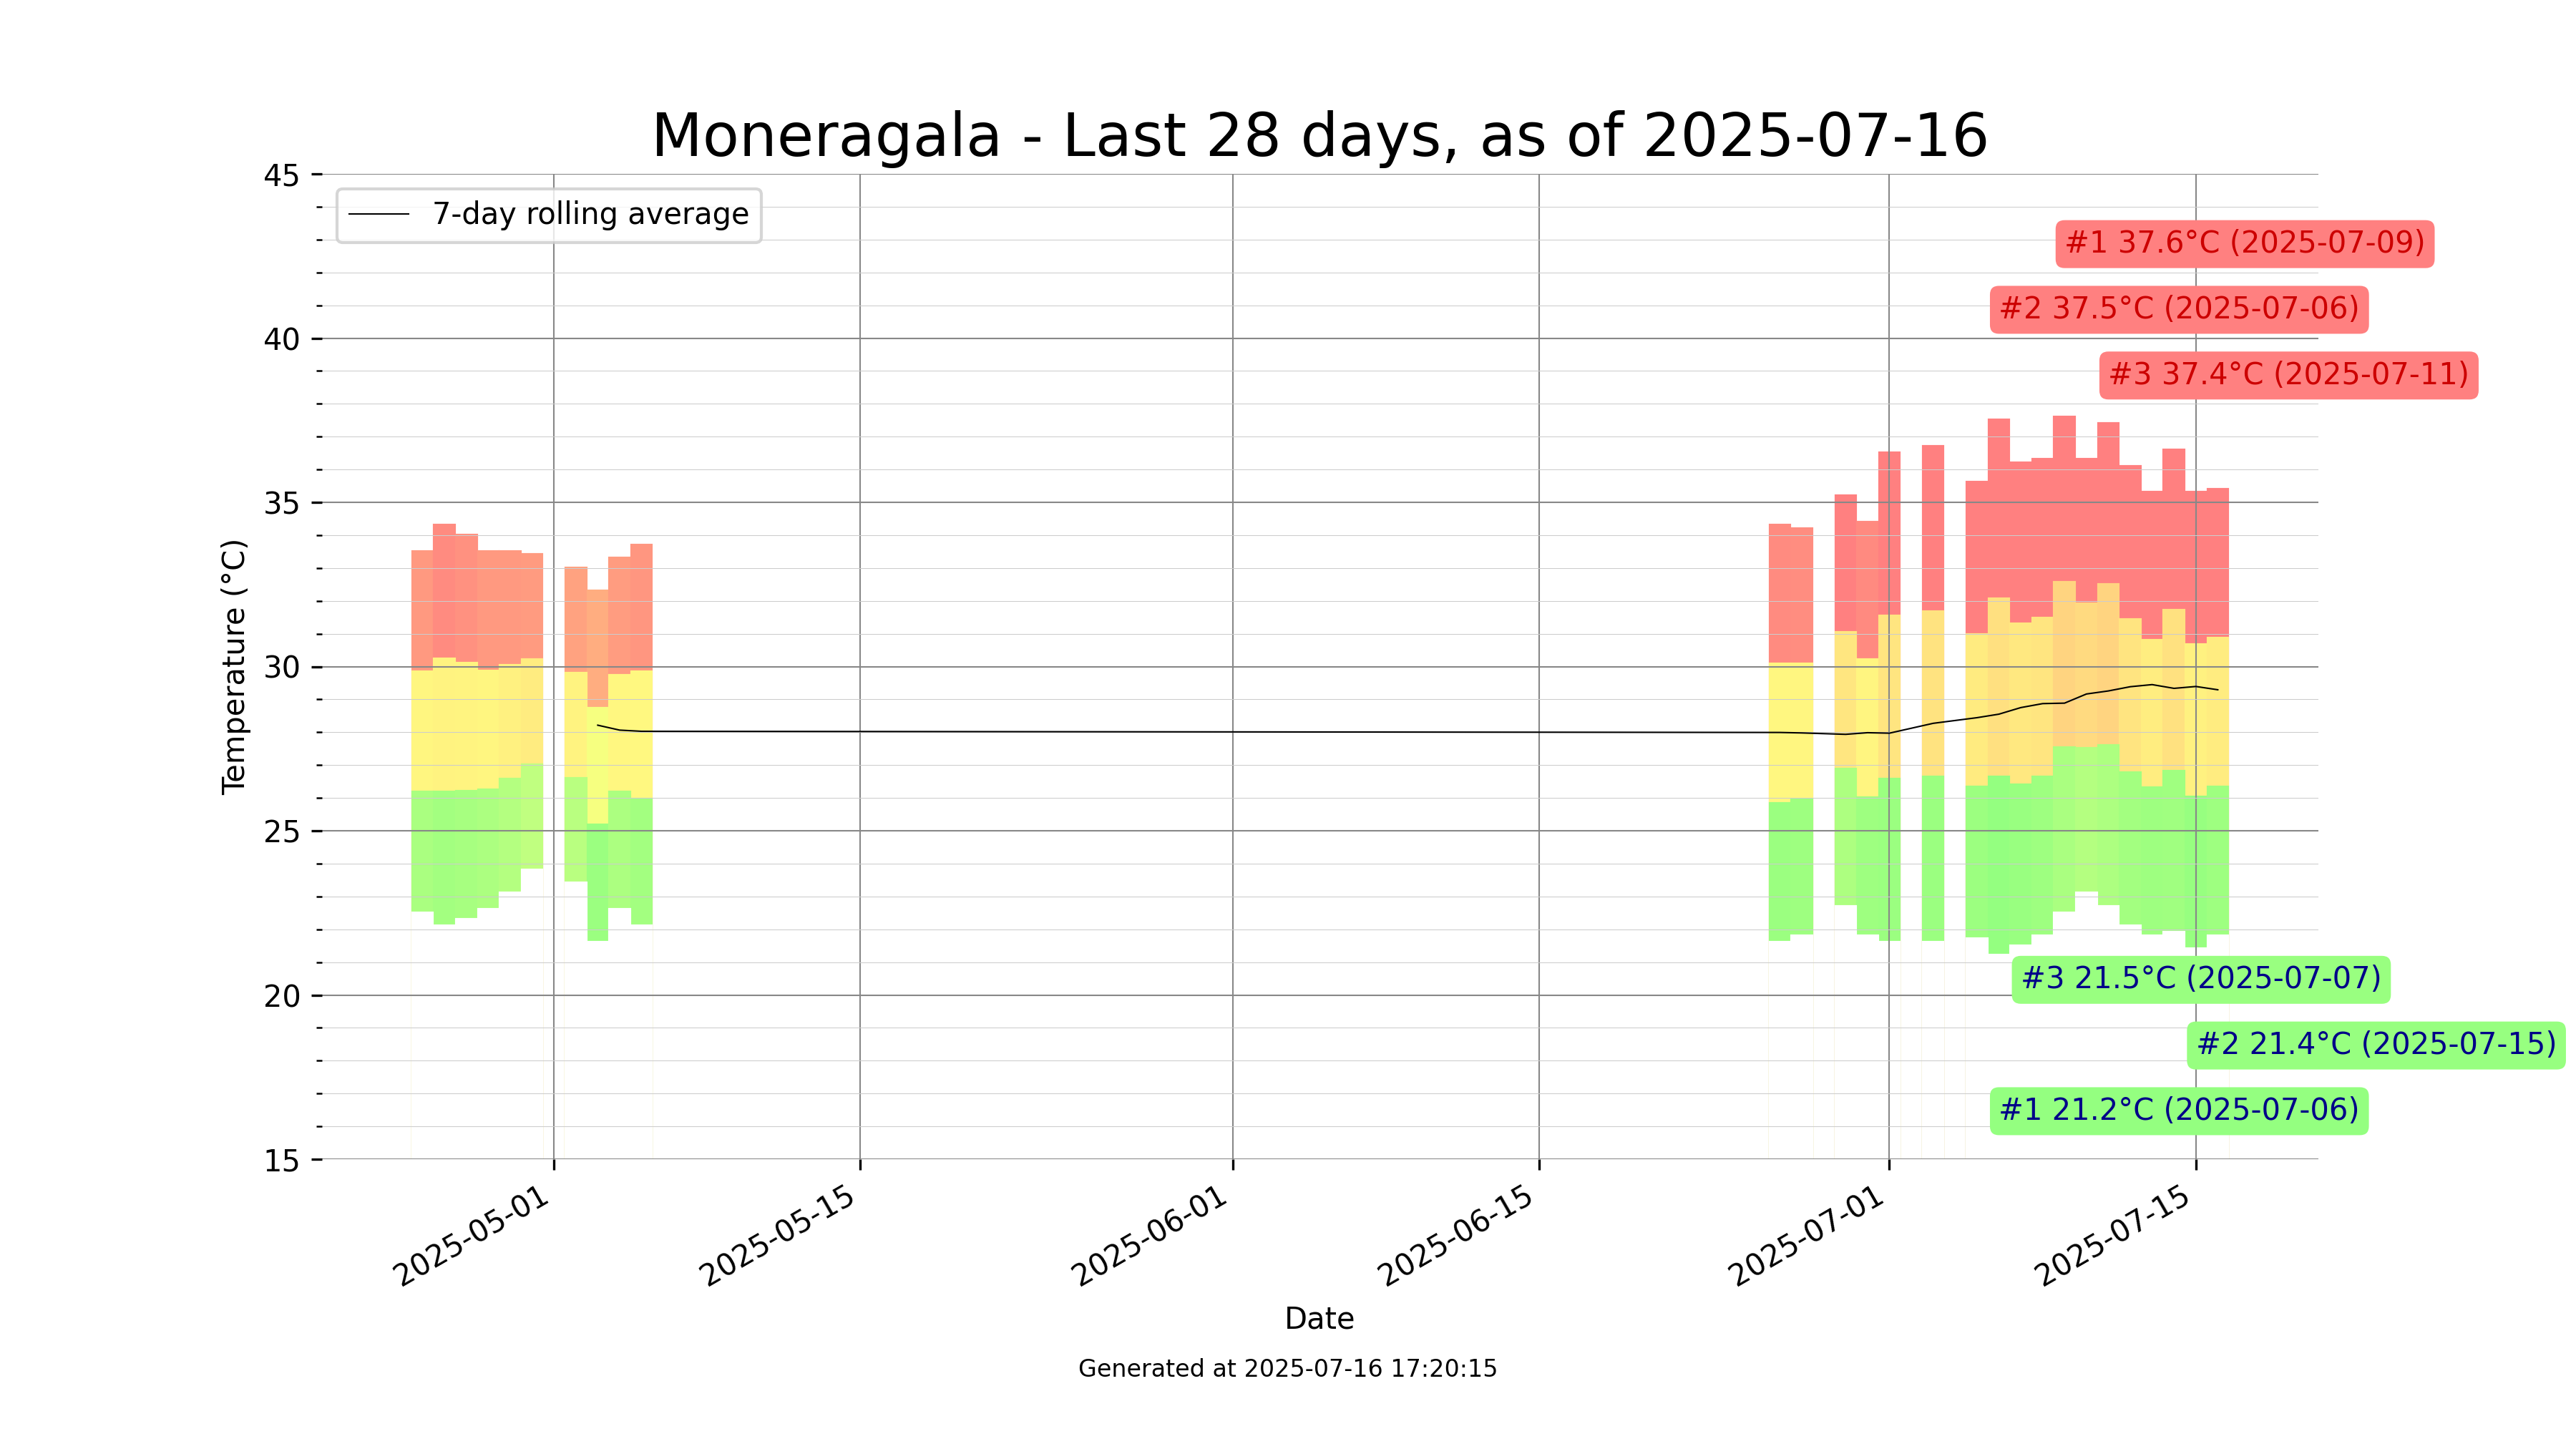 Moneragala - Last 28 days, as of 2025-07-16
7-day rolling average
#1 37.6°C (2025-07-09)
#2 37.5°C (2025-07-06)
#3 37.4°C (2025-07-11)
#3 21.5°C (2025-07-07)
#2 21.4°C (2025-07-15)
#1 21.2°C (2025-07-06)
Temperature (°C)
45
40
35
30
25
20
15
2025-05-01
2025-05-15
2025-06-01
2025-06-15
2025-07-01
2025-07-15
Date
Generated at 2025-07-16 17:20:15